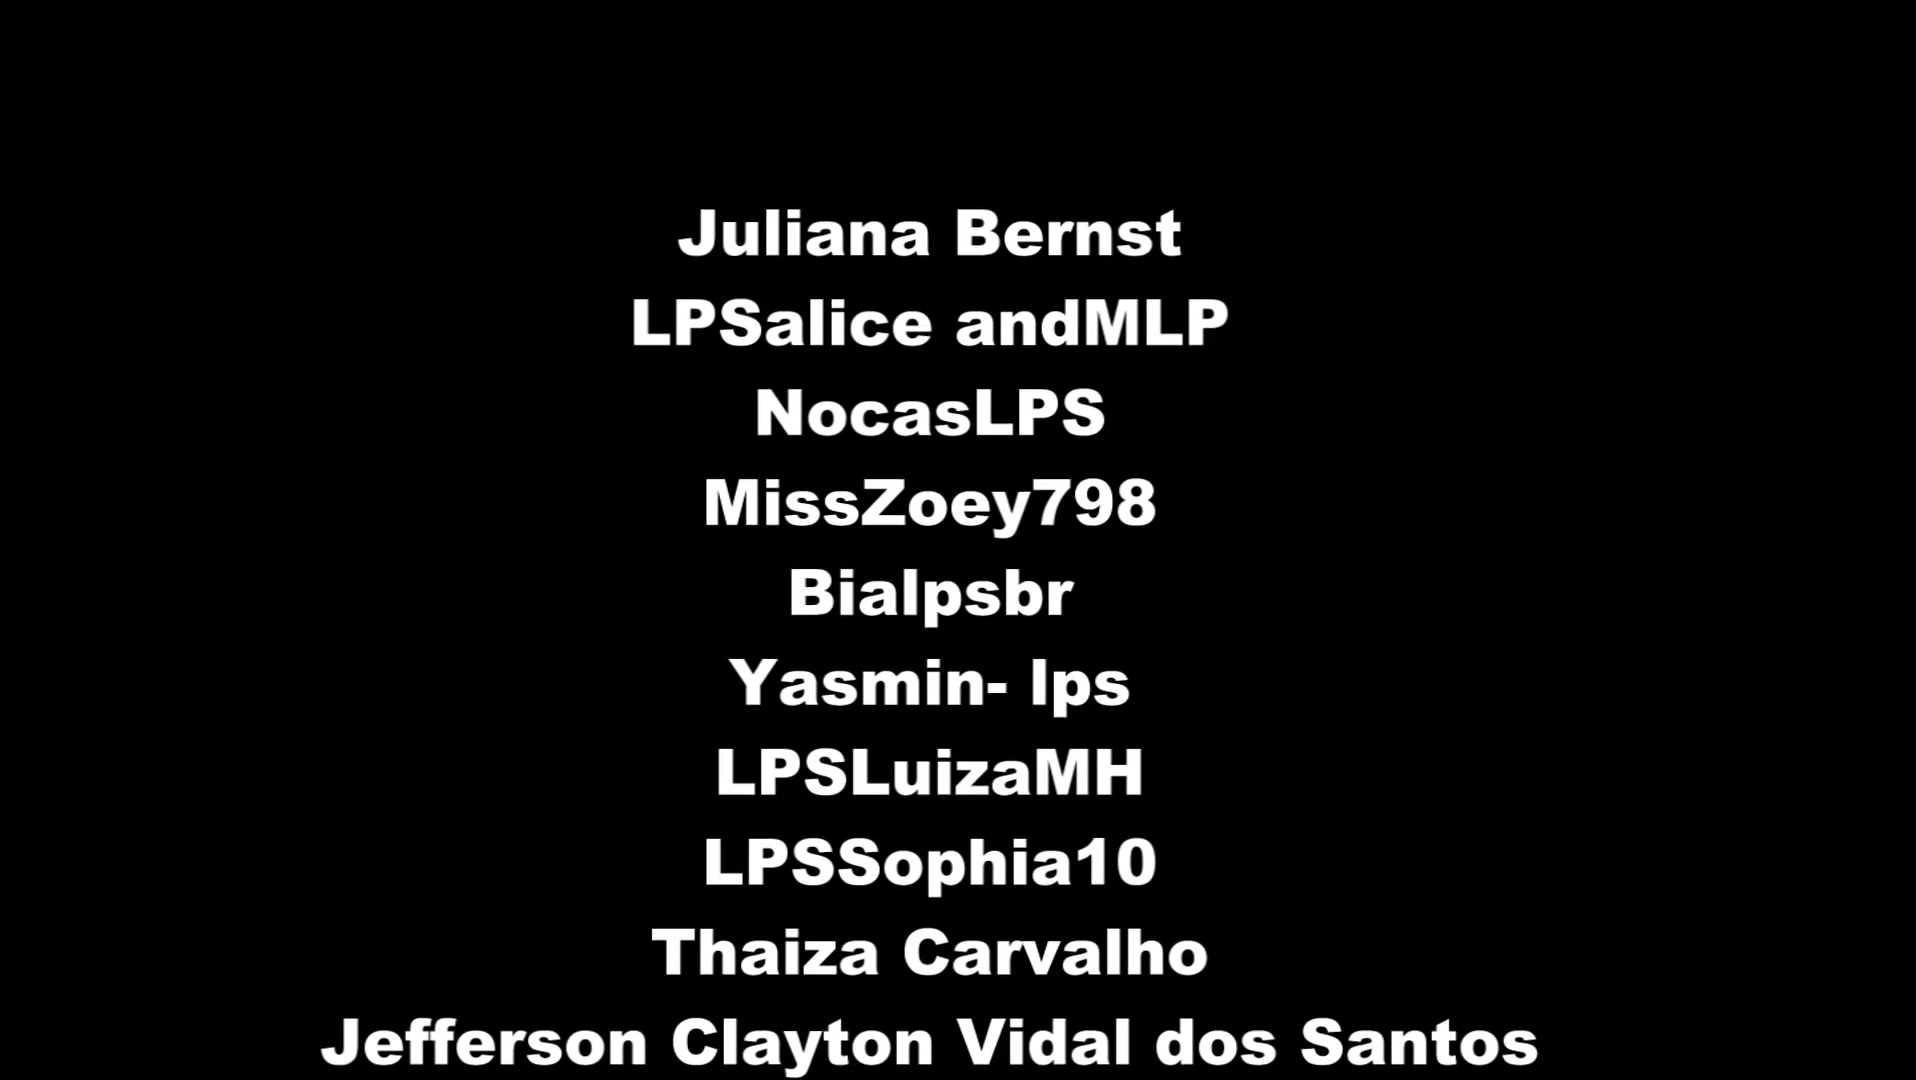 Juliana Bernst
LPSalice andMLP
NocasLPS
MissZoey798
Bialpsbr
Yasmin- lps
LPSLuizaMH
LPSSophia10
Thaiza Carvalho
Jefferson Clayton Vidal dos Santos